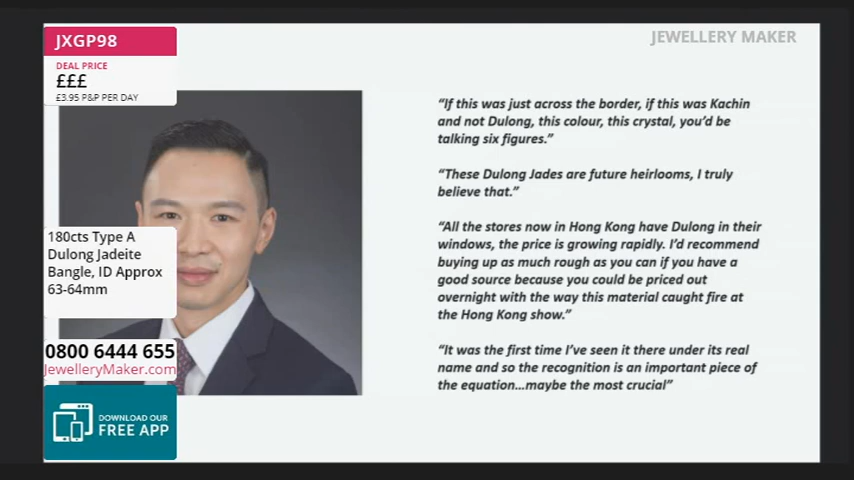 JXGP98
DEAL PRICE
£££
£3.95 P&P PER DAY
180cts Type A
Dulong Jadeite
Bangle, ID Approx
63-64mm
0800 6444 655
JewelleryMaker.com
DOWNLOAD OUR
FREE APP
JEWELLERY MAKER
“If this was just across the border, if this was Kachin
and not Dulong, this colour, this crystal, you’d be
talking six figures.”
“These Dulong Jades are future heirlooms, I truly
believe that.”
“All the stores now in Hong Kong have Dulong in their
windows, the price is growing rapidly. I’d recommend
buying up as much rough as you can if you have a
good source because you could be priced out
overnight with the way this material caught fire at
the Hong Kong show.”
“It was the first time I’ve seen it there under its real
name and so the recognition is an important piece of
the equation…maybe the most crucial”